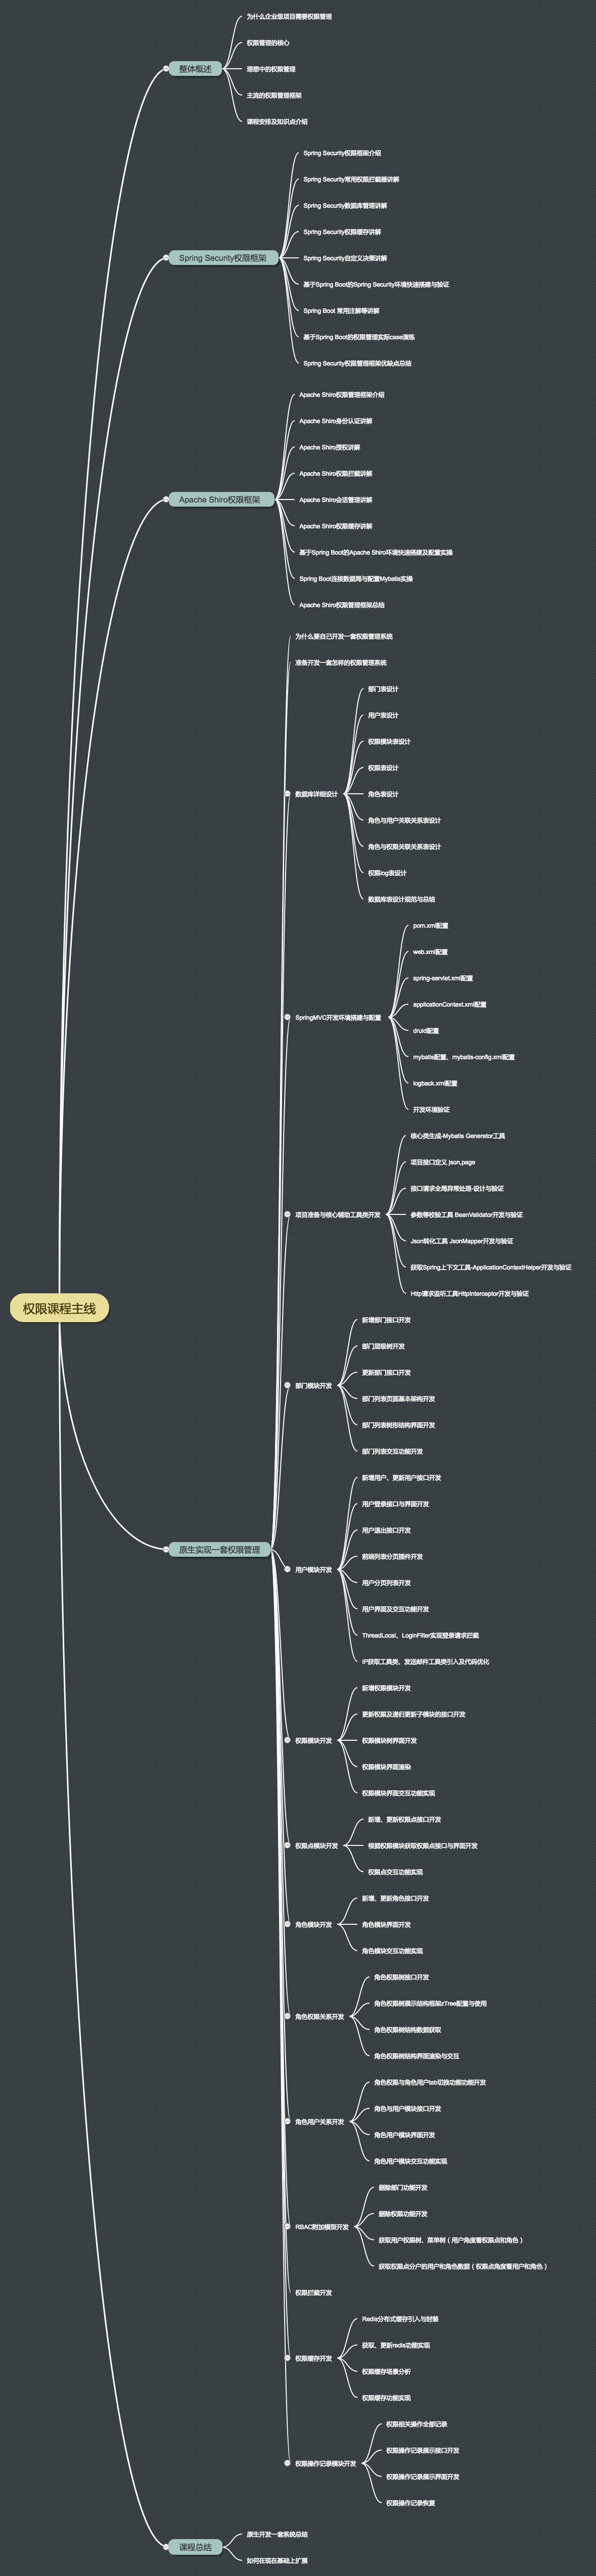 整体概述
为什么企业级项目需要权限管理
权限管理的核心
理想中的权限管理
主流的权限管理框架
课程安排及知识点介绍
Spring Security权限框架
Spring Security权限框架介绍
Spring Security常用权限拦截器讲解
Spring Security数据库管理讲解
Spring Security权限缓存讲解
Spring Security自定义决策讲解
基于Spring Boot的Spring Security环境快速搭建与验证
Spring Boot 常用注解等讲解
基于Spring Boot的权限管理实际case演练
Spring Security权限管理框架优缺点总结
Apache Shiro权限框架
Apache Shiro权限管理框架介绍
Apache Shiro身份认证讲解
Apache Shiro授权讲解
Apache Shiro权限拦截讲解
Apache Shiro会话管理讲解
Apache Shiro权限缓存讲解
基于Spring Boot的Apache Shiro环境快速搭建及配置实操
Spring Boot连接数据局与配置Mybatis实操
Apache Shiro权限管理框架总结
权限课程主线
原生实现一套权限管理
为什么要自己开发一套权限管理系统
准备开发一套怎样的权限管理系统
数据库详细设计
部门表设计
用户表设计
权限模块表设计
权限表设计
角色表设计
角色与用户关联关系表设计
角色与权限关联关系表设计
权限log表设计
数据库表设计规范与总结
SpringMVC开发环境搭建与配置
pom.xml配置
web.xml配置
spring-servlet.xml配置
applicationContext.xml配置
druid配置
mybatis配置、mybatis-config.xml配置
logback.xml配置
开发环境验证
项目准备与核心辅助工具类开发
核心类生成-Mybatis Generator工具
项目接口定义 json,page
接口请求全局异常处理-设计与验证
参数等校验工具 BeanValidator开发与验证
Json转化工具 JsonMapper开发与验证
获取Spring上下文工具-ApplicationContextHelper开发与验证
Http请求监听工具HttpInterceptor开发与验证
部门模块开发
新增部门接口开发
部门层级树开发
更新部门接口开发
部门列表页面基本架构开发
部门列表树形结构界面开发
部门列表交互功能开发
用户模块开发
新增用户、更新用户接口开发
用户登录接口与界面开发
用户退出接口开发
前端列表分页插件开发
用户分页列表开发
用户界面及交互功能开发
ThreadLocal、LoginFilter实现登录请求拦截
IP获取工具类、发送邮件工具类引入及代码优化
权限模块开发
新增权限模块开发
更新权限及递归更新子模块的接口开发
权限模块树界面开发
权限模块界面渲染
权限模块界面交互功能实现
权限点模块开发
新增、更新权限点接口开发
根据权限模块获取权限点接口与界面开发
权限点交互功能实现
角色模块开发
新增、更新角色接口开发
角色模块界面开发
角色模块交互功能实现
角色权限关系开发
角色权限树接口开发
角色权限树展示结构框架zTree配置与使用
角色权限树结构数据获取
角色权限树结构界面渲染与交互
角色用户关系开发
角色权限与角色用户tab切换功能功能开发
角色与用户模块接口开发
角色用户模块界面开发
角色用户模块交互功能实现
RBAC附加模型开发
删除部门功能开发
删除权限功能开发
获取用户权限树、菜单树（用户角度看权限点和角色）
获取权限点分户的用户和角色数据（权限点角度看用户和角色）
权限拦截开发
权限缓存开发
Redis分布式缓存引入与封装
获取、更新redis功能实现
权限缓存场景分析
权限缓存功能实现
权限操作记录模块开发
权限相关操作全部记录
权限操作记录展示接口开发
权限操作记录展示界面开发
权限操作记录恢复
课程总结
原生开发一套系统总结
如何在现在基础上扩展